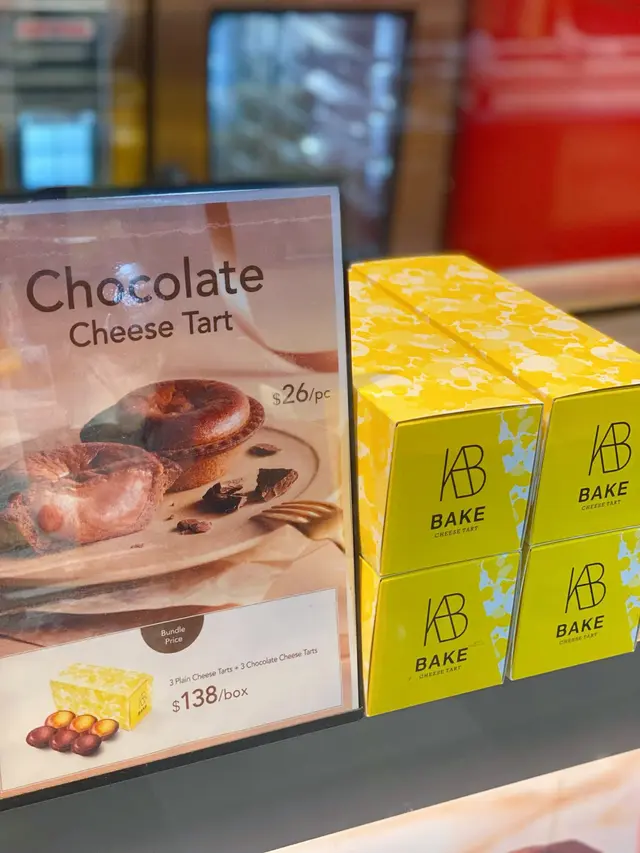 Chocolate
Cheese Tart
$26/pc
Bundle
Price
3 Plain Cheese Tarts + 3 Chocolate Cheese Tarts
$138/box
BAKE
CHEESE TART
BAKE
CHEESE TART
BAKE
CHEESE TART
BAKE
CHEESE TART